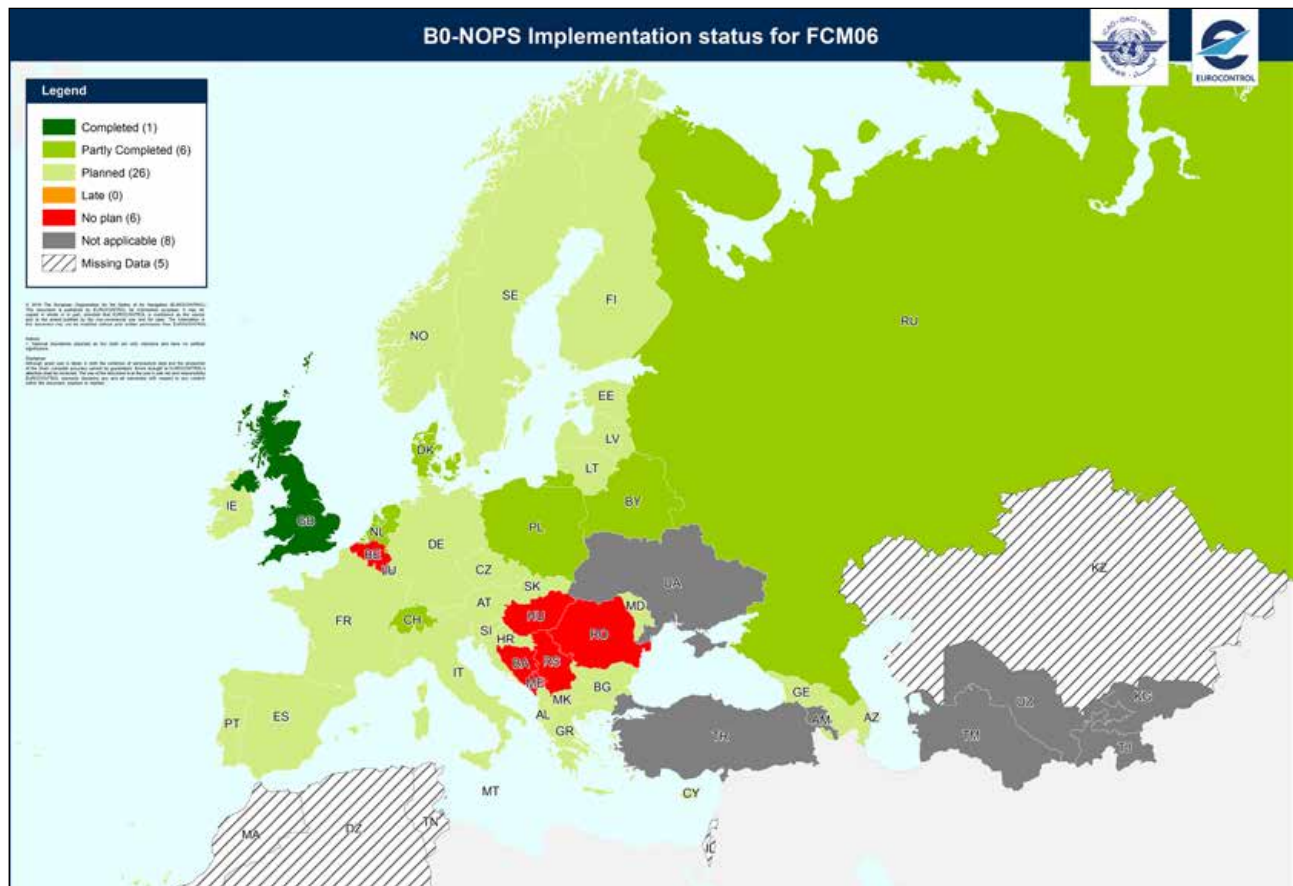 B0-NOPS Implementation status for FCM06
EUROCONTROL
Legend
Completed (1)
Partly Completed (6)
Planned (26)
Late (0)
No plan (6)
Not applicable (8)
Missing Data (5)
RU
SE
FI
NO
EE
LV
LT
DK
BY
IE
GB
NL
PL
DE
BE
LU
KZ
CZ
UA
SK
FR
AT
MD
CH
HU
SI
HR
RO
BA
RS
IT
ME
BG
MK
GE
UZ
KG
PT
ES
AL
AM
AZ
GR
TR
TM
TJ
MT
CY
MA
DZ
TN
IL